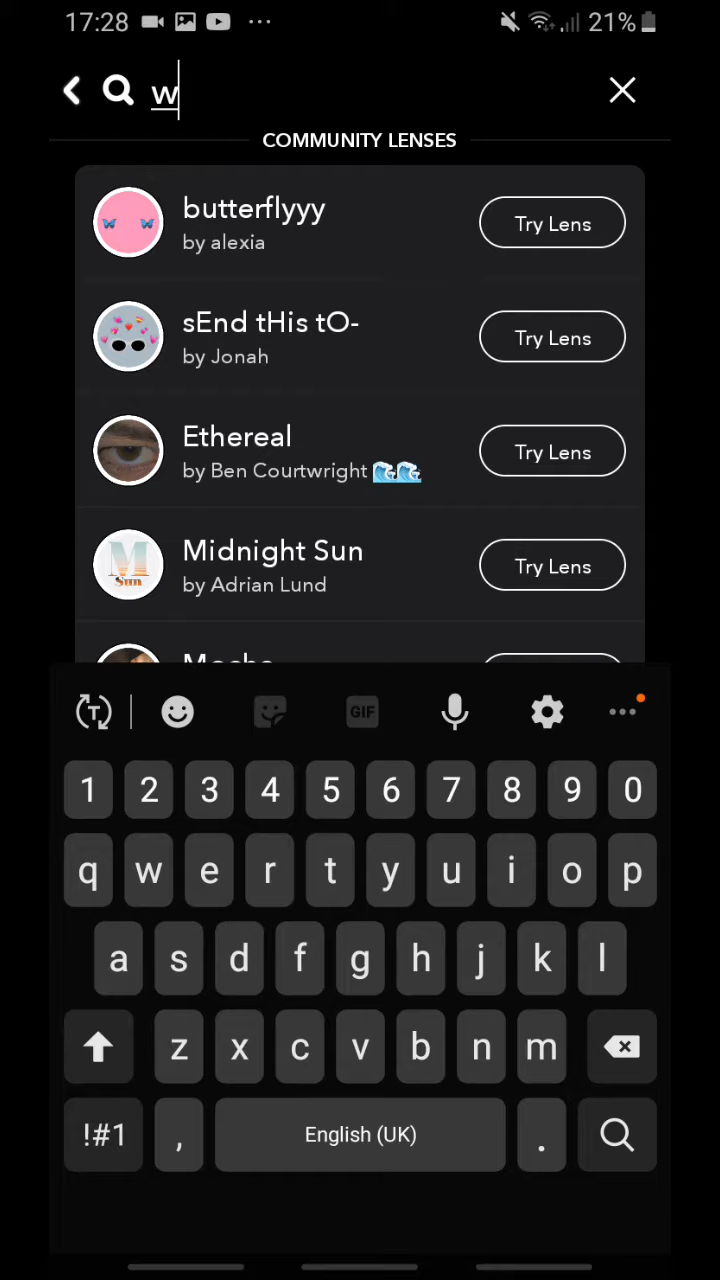 17:28 ... 21%
w
COMMUNITY LENSES
butterflyyy
by alexia
Try Lens
sEnd tHis tO-
by Jonah
Try Lens
Ethereal
by Ben Courtwright 🌊🌊
Try Lens
Midnight Sun
by Adrian Lund
Try Lens
M
Sun
T
GIF
1 2 3 4 5 6 7 8 9 0
q w e r t y u i o p
a s d f g h j k l
z x c v b n m
!#1 , English (UK) .